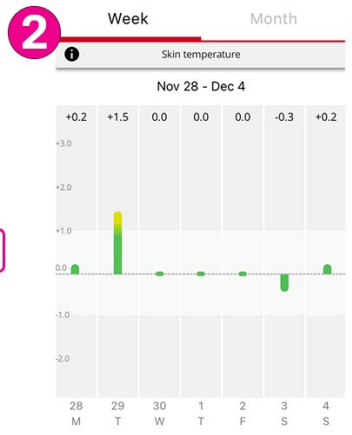 2
Week Month
i Skin temperature
Nov 28 - Dec 4
+0.2 +1.5 0.0 0.0 0.0 -0.3 +0.2
+3.0
+2.0
+1.0
0.0
-1.0
-2.0
28 29 30 1 2 3 4
M T W T F S S